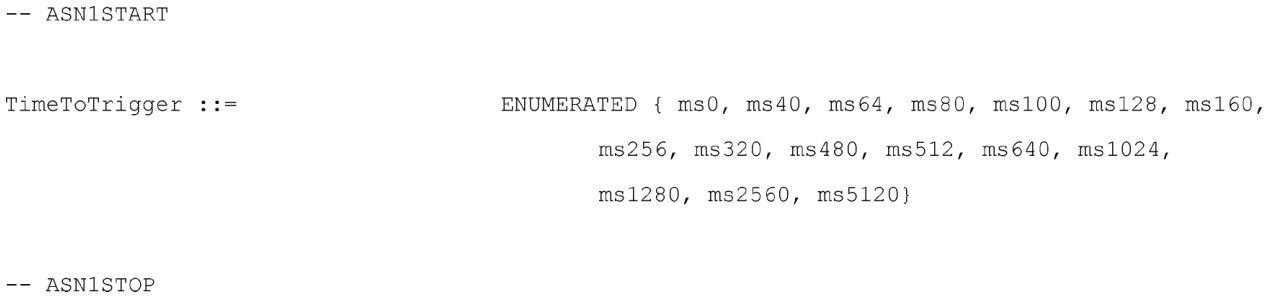 -- ASN1START
TimeToTrigger ::= ENUMERATED { ms0, ms40, ms64, ms80, ms100, ms128, ms160,
ms256, ms320, ms480, ms512, ms640, ms1024,
ms1280, ms2560, ms5120}
-- ASN1STOP